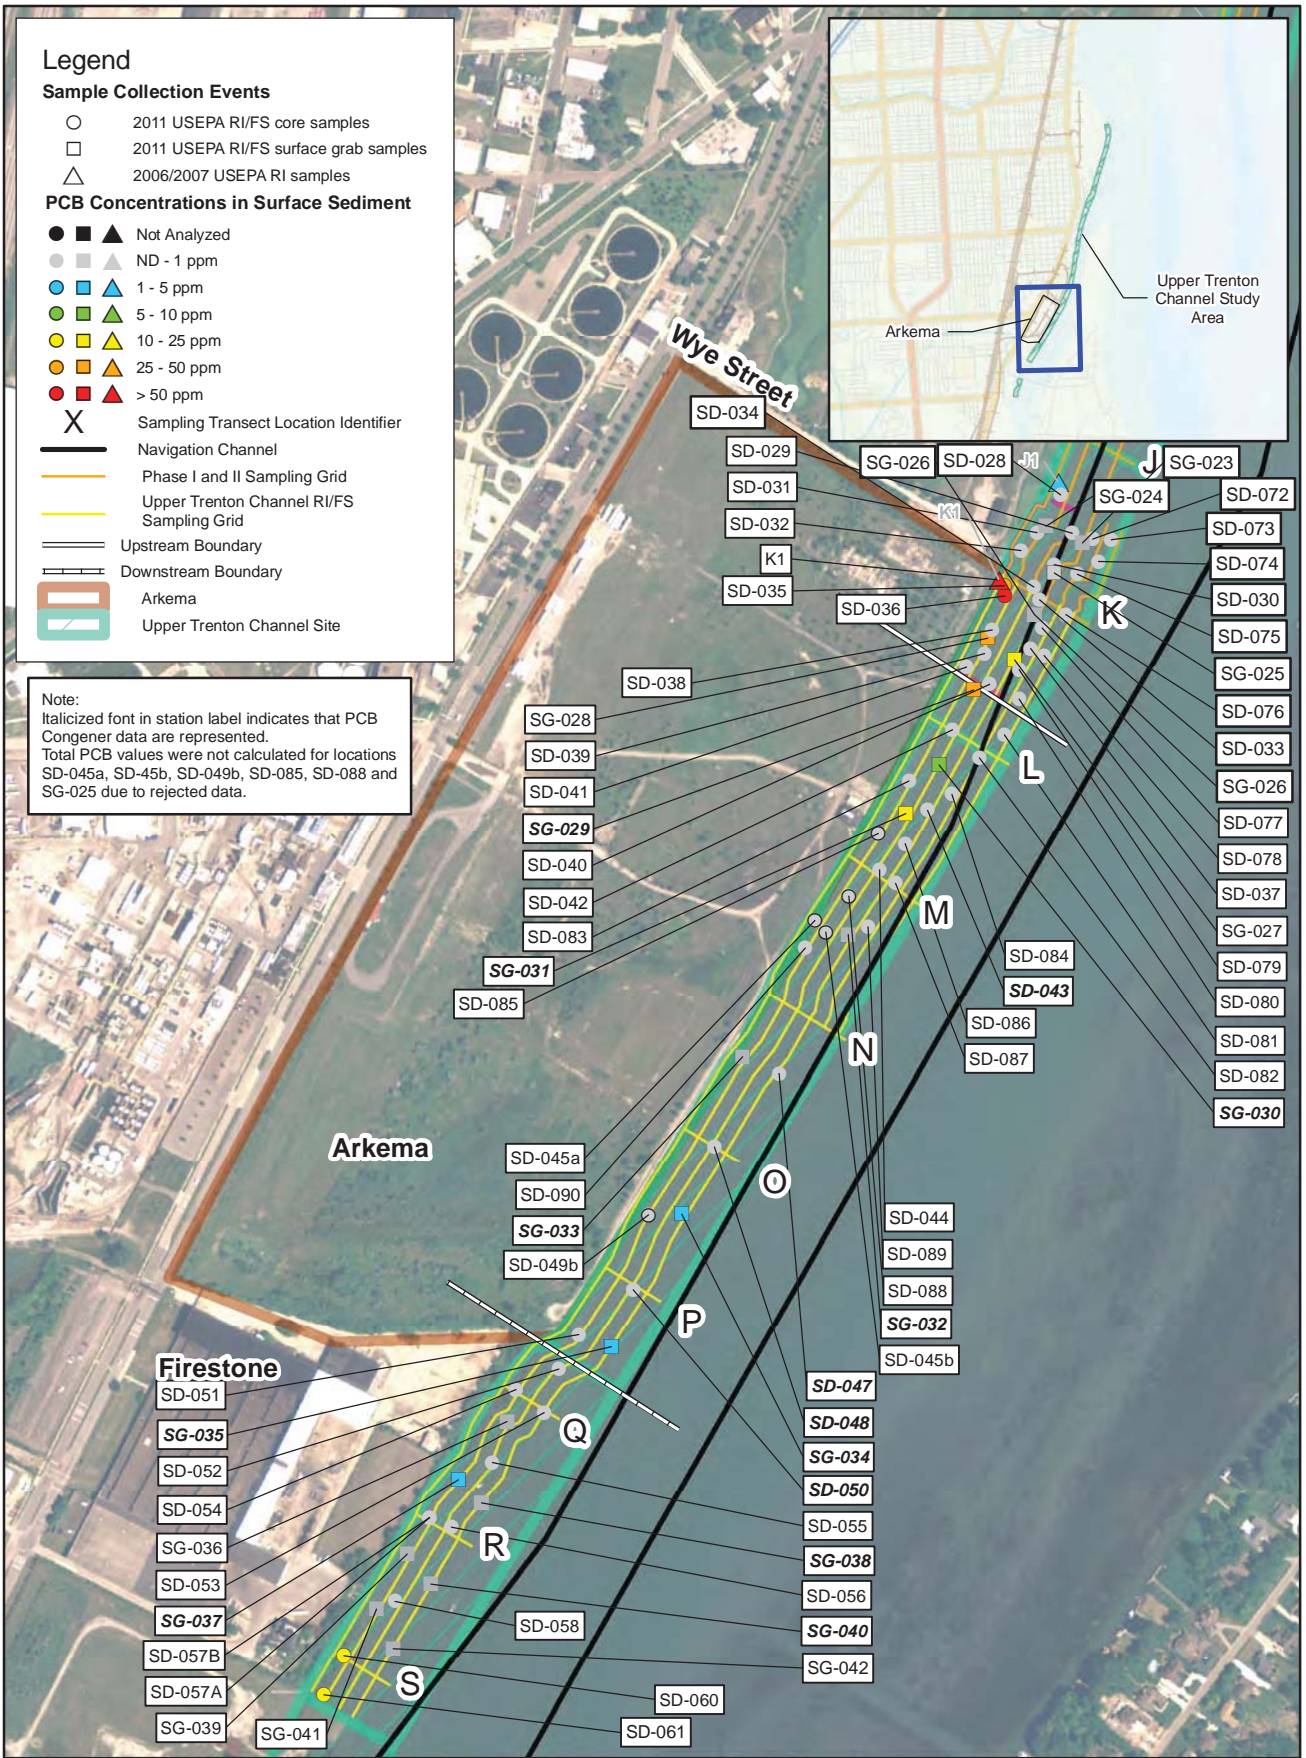 Legend
Sample Collection Events
2011 USEPA RI/FS core samples
2011 USEPA RI/FS surface grab samples
2006/2007 USEPA RI samples
PCB Concentrations in Surface Sediment
Not Analyzed
ND - 1 ppm
1 - 5 ppm
5 - 10 ppm
10 - 25 ppm
25 - 50 ppm
> 50 ppm
X Sampling Transect Location Identifier
Navigation Channel
Phase I and II Sampling Grid
Upper Trenton Channel RI/FS
Sampling Grid
Upstream Boundary
Downstream Boundary
Arkema
Upper Trenton Channel Site
Note:
Italicized font in station label indicates that PCB
Congener data are represented.
Total PCB values were not calculated for locations
SD-045a, SD-45b, SD-049b, SD-085, SD-088 and
SG-025 due to rejected data.
Upper Trenton
Channel Study
Area
Arkema
Wye Street
SD-034
SD-029
SD-031
SD-032
K1
SD-035
SD-036
SG-026
SD-028
J1
K1
J
SG-023
SG-024
SD-072
SD-073
SD-074
SD-030
K
SD-075
SG-025
SD-076
SD-033
SG-026
SD-077
SD-078
SD-037
SG-027
SD-079
SD-080
SD-081
SD-082
SG-030
SD-038
SG-028
SD-039
SD-041
SG-029
SD-040
SD-042
SD-083
SG-031
SD-085
L
M
SD-084
SD-043
SD-086
SD-087
N
Arkema
SD-045a
SD-090
SG-033
SD-049b
O
SD-044
SD-089
SD-088
SG-032
SD-045b
P
Firestone
SD-051
SG-035
SD-052
SD-054
SG-036
SD-053
SG-037
SD-057B
SD-057A
SG-039
SG-041
Q
SD-047
SD-048
SG-034
SD-050
SD-055
SG-038
SD-056
SG-040
SG-042
R
SD-058
S
SD-060
SD-061